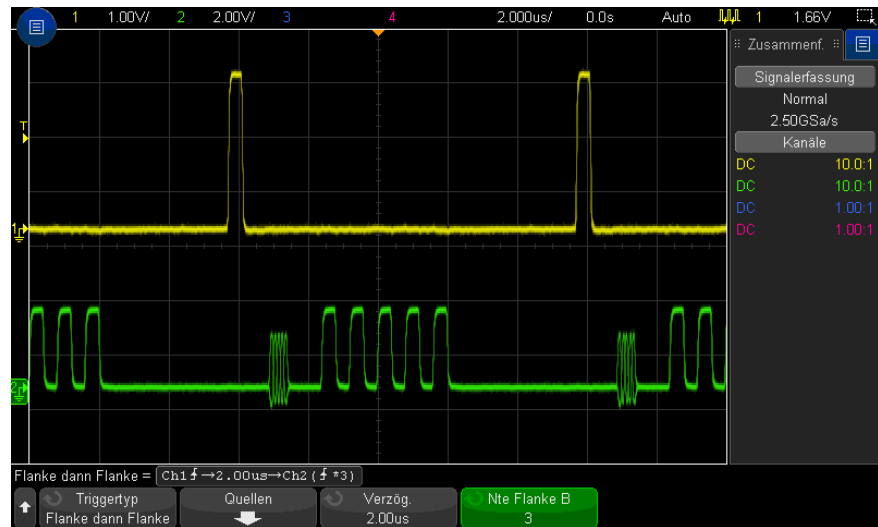 1 1.00V/ 2 2.00V/ 3 4 2.000us/ 0.0s Auto 1 1.66V
Zusammenf.
Signalerfassung
Normal
2.50GSa/s
Kanäle
DC 10.0:1
DC 10.0:1
DC 1.00:1
DC 1.00:1
T
1
2
Flanke dann Flanke = Ch1 →2.00us→Ch2 ( *3)
Triggertyp
Flanke dann Flanke
Quellen
Verzög.
2.00us
Nte Flanke B
3